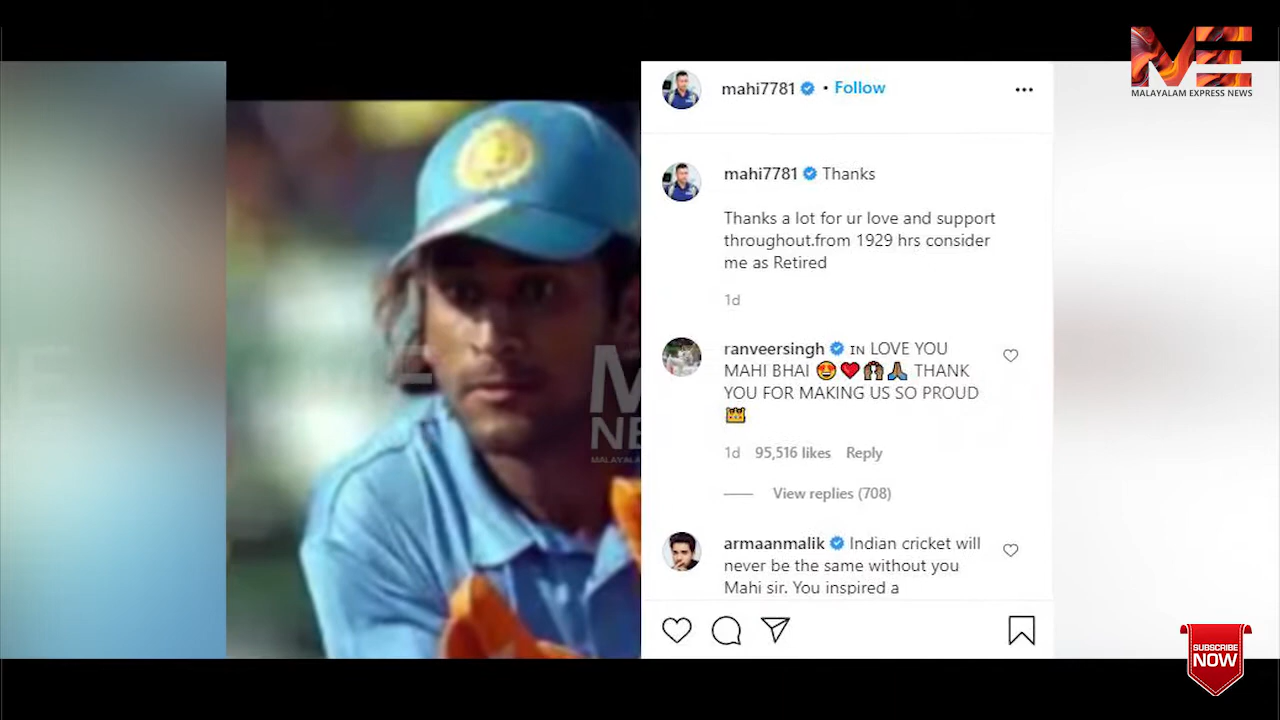 ME
MALAYALAM EXPRESS NEWS
mahi7781 • Follow
mahi7781 Thanks
Thanks a lot for ur love and support
throughout.from 1929 hrs consider
me as Retired
1d
ranveersingh IN LOVE YOU
MAHI BHAI 😍❤️🙌🏾🙏🏾 THANK
YOU FOR MAKING US SO PROUD
👑
1d 95,516 likes Reply
View replies (708)
armaanmalik Indian cricket will
never be the same without you
Mahi sir. You inspired a
SUBSCRIBE
NOW